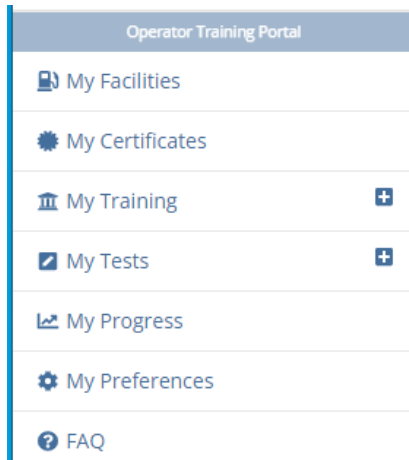 Operator Training Portal
My Facilities
My Certificates
My Training
My Tests
My Progress
My Preferences
FAQ